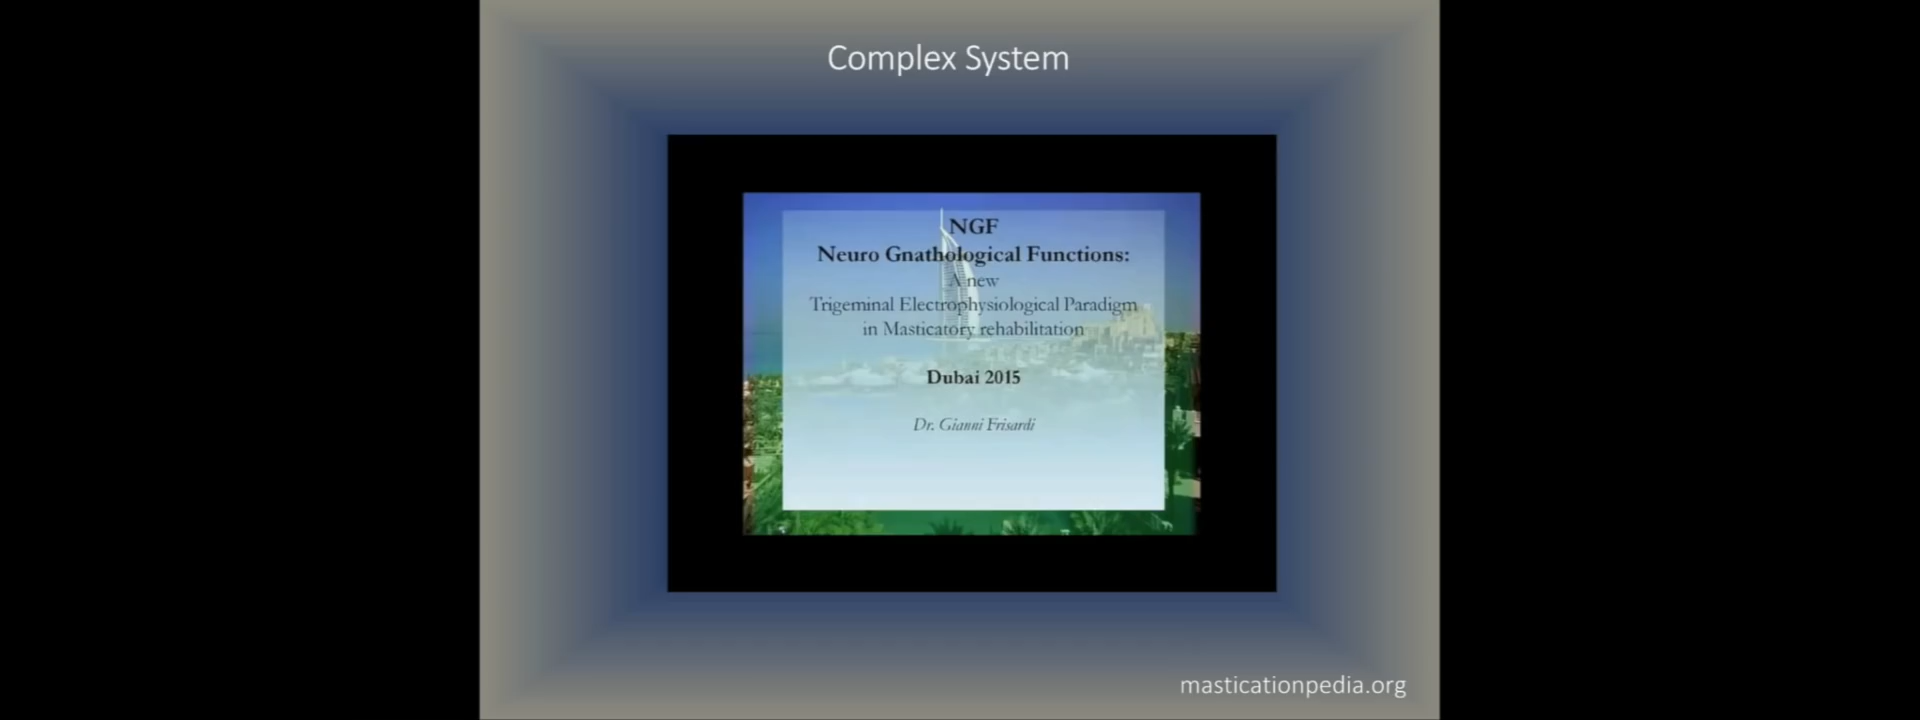 Complex System
NGF
Neuro Gnathological Functions:
A new
Trigeminal Electrophysiological Paradigm
in Masticatory rehabilitation
Dubai 2015
Dr. Gianni Frisardi
masticationpedia.org